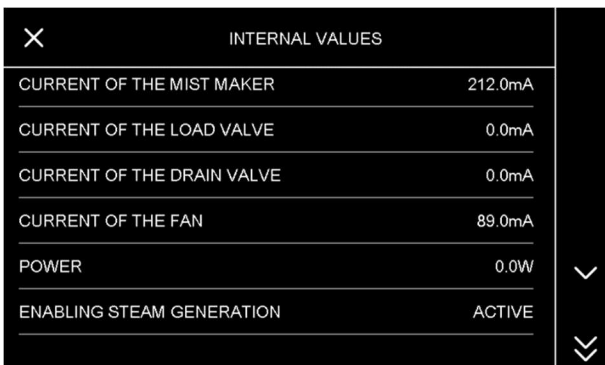 INTERNAL VALUES
CURRENT OF THE MIST MAKER 212.0mA
CURRENT OF THE LOAD VALVE 0.0mA
CURRENT OF THE DRAIN VALVE 0.0mA
CURRENT OF THE FAN 89.0mA
POWER 0.0W
ENABLING STEAM GENERATION ACTIVE